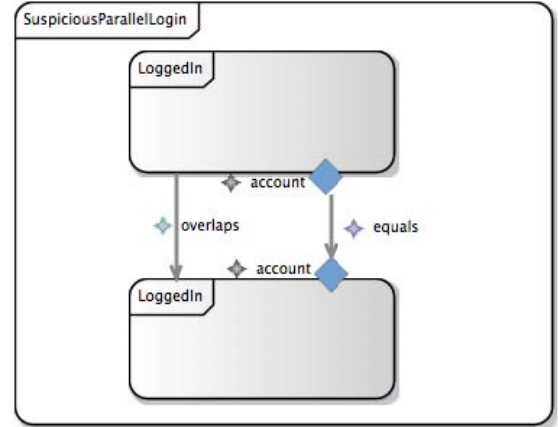 SuspiciousParallelLogin
LoggedIn
account
overlaps
equals
account
LoggedIn